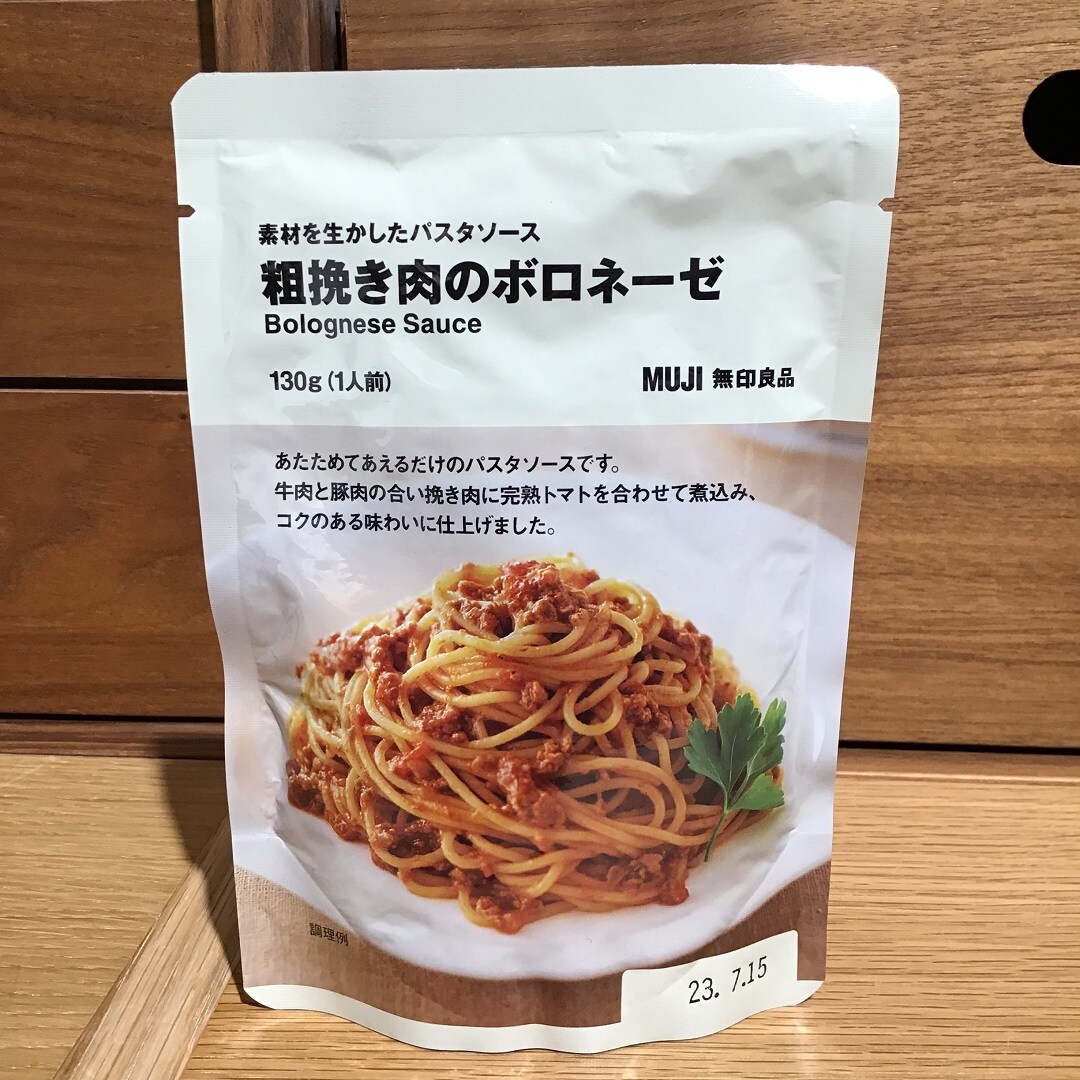 素材を生かしたパスタソース
粗挽き肉のボロネーゼ
Bolognese Sauce
130g(1人前)
MUJI 無印良品
あたためてあえるだけのパスタソースです。
牛肉と豚肉の合い挽き肉に完熟トマトを合わせて煮込み、
コクのある味わいに仕上げました。
調理例
23. 7.15